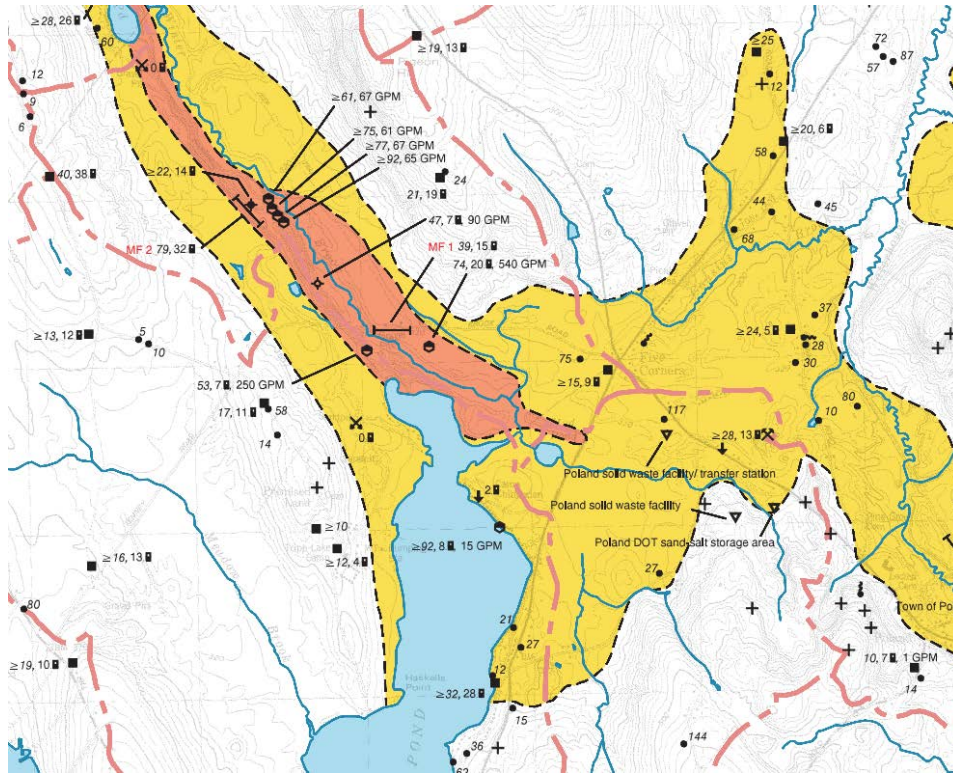 ≥28, 26
60
0
≥19, 13
≥25
72
57
87
12
12
9
6
≥61, 67 GPM
≥75, 61 GPM
≥77, 67 GPM
≥92, 65 GPM
≥20, 6
58
40, 38
≥22, 14
24
21, 19
44
45
68
47, 7, 90 GPM
MF 2 79, 32
MF 1 39, 15
74, 20, 540 GPM
≥13, 12
5
10
37
≥24, 5
28
30
75
Five
Corners
≥15, 9
53, 7, 250 GPM
17, 11
58
14
0
117
80
10
≥28, 13
Poland solid waste facility/ transfer station
2
Poland solid waste facility
≥10
Poland DOT sand-salt storage area
≥92, 8, 15 GPM
≥12, 4
≥16, 13
27
80
Town of Po
21
27
≥19, 10
12
Point
≥32, 28
10, 7, 1 GPM
14
15
POND
36
144
63